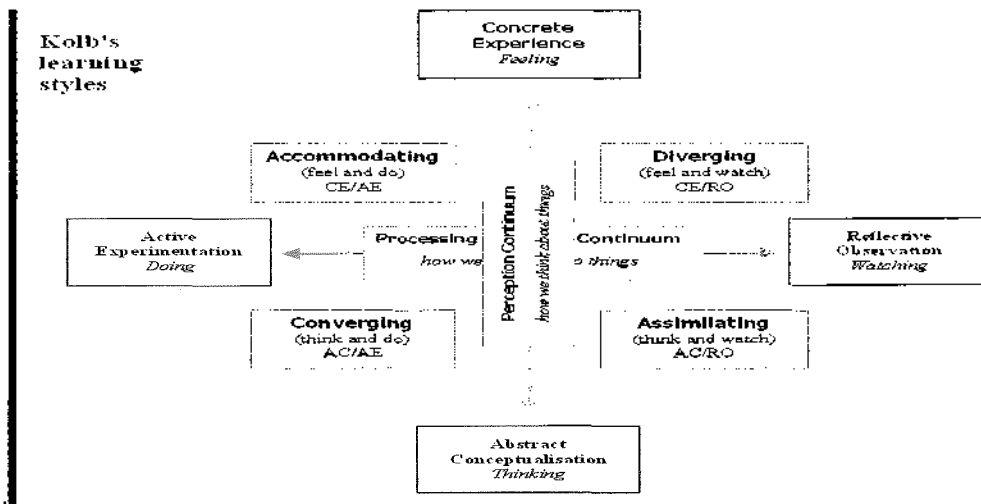 Kolb's
learning
styles
Concrete
Experience
Feeling
Accommodating
(feel and do)
CE/AE
Diverging
(feel and watch)
CE/RO
Active
Experimentation
Doing
Processing
how we
Perception Continuum
how we think about things
Continuum
things
Reflective
Observation
Watching
Converging
(think and do)
AC/AE
Assimilating
(think and watch)
AC/RO
Abstract
Conceptualisation
Thinking